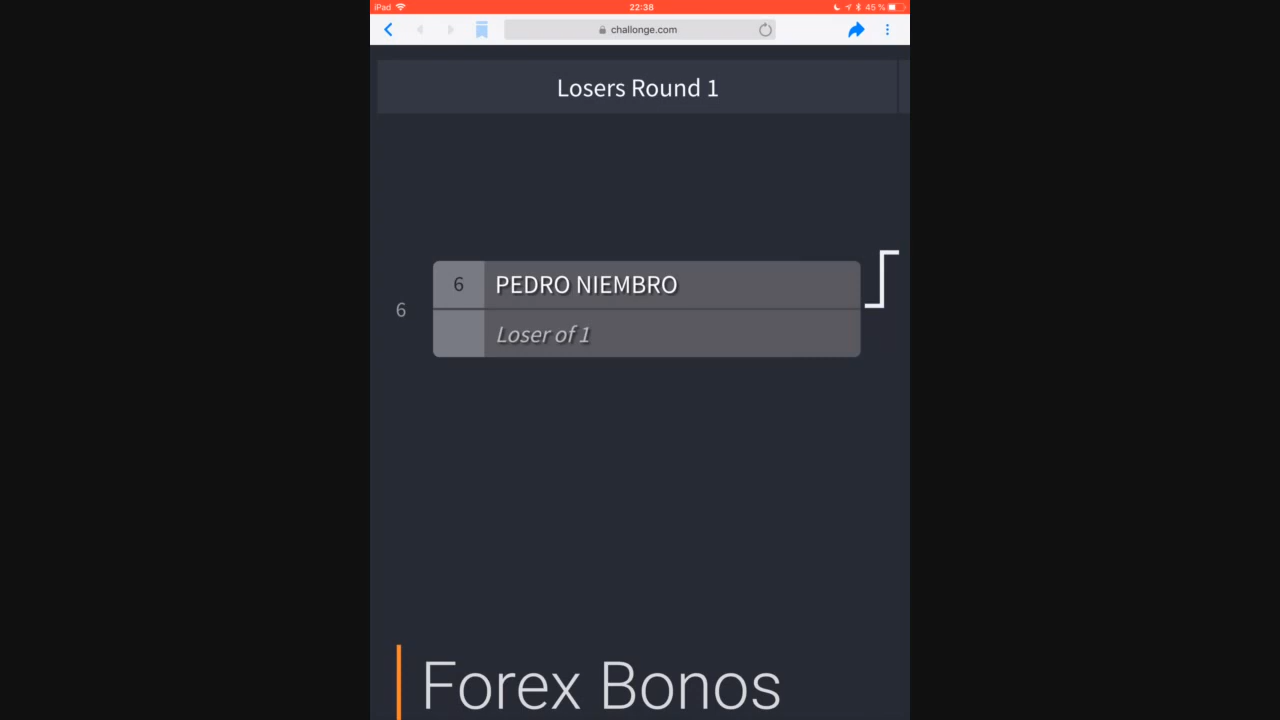 iPad 22:38 45 %
challonge.com
Losers Round 1
6 6 PEDRO NIEMBRO
Loser of 1
Forex Bonos